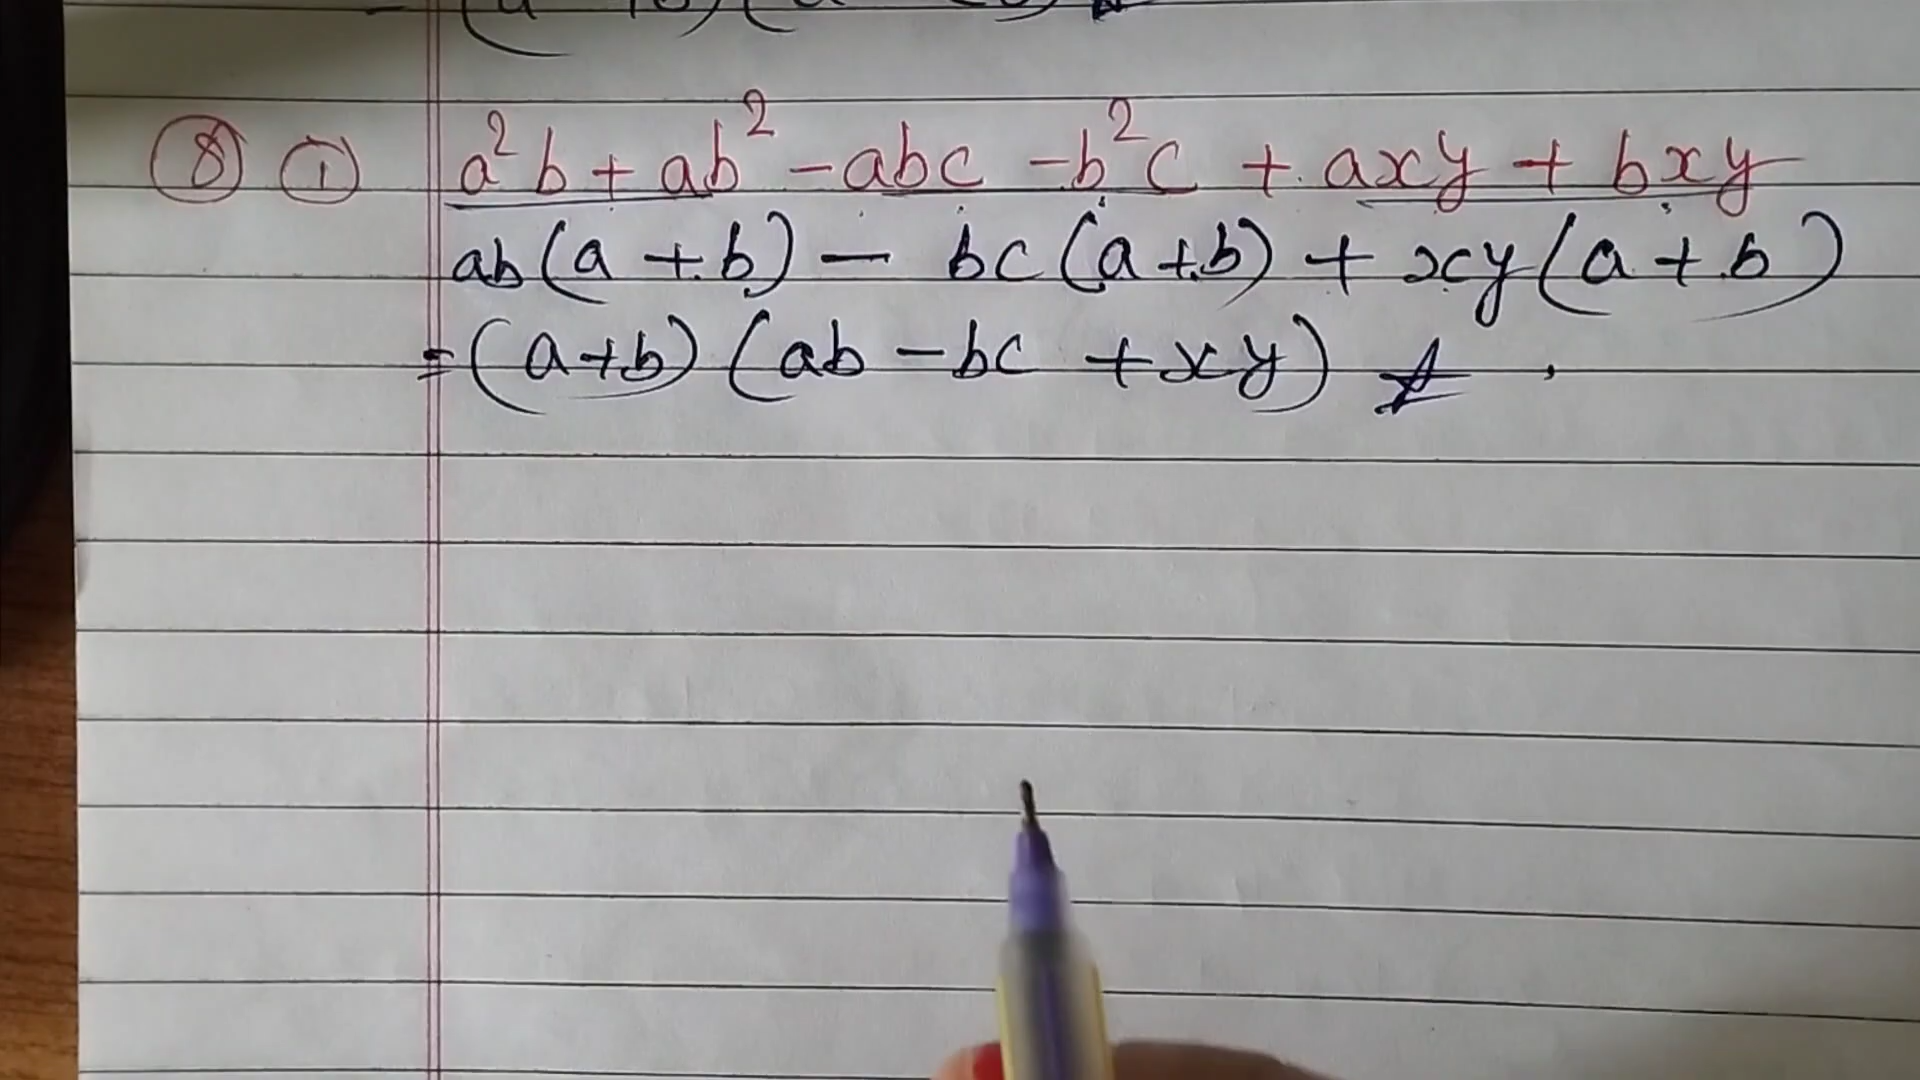 ⑧ ① a²b + ab² - abc - b²c + axy + bxy
ab(a + b) - bc(a+b) + xy(a + b)
= (a+b) (ab - bc + xy)